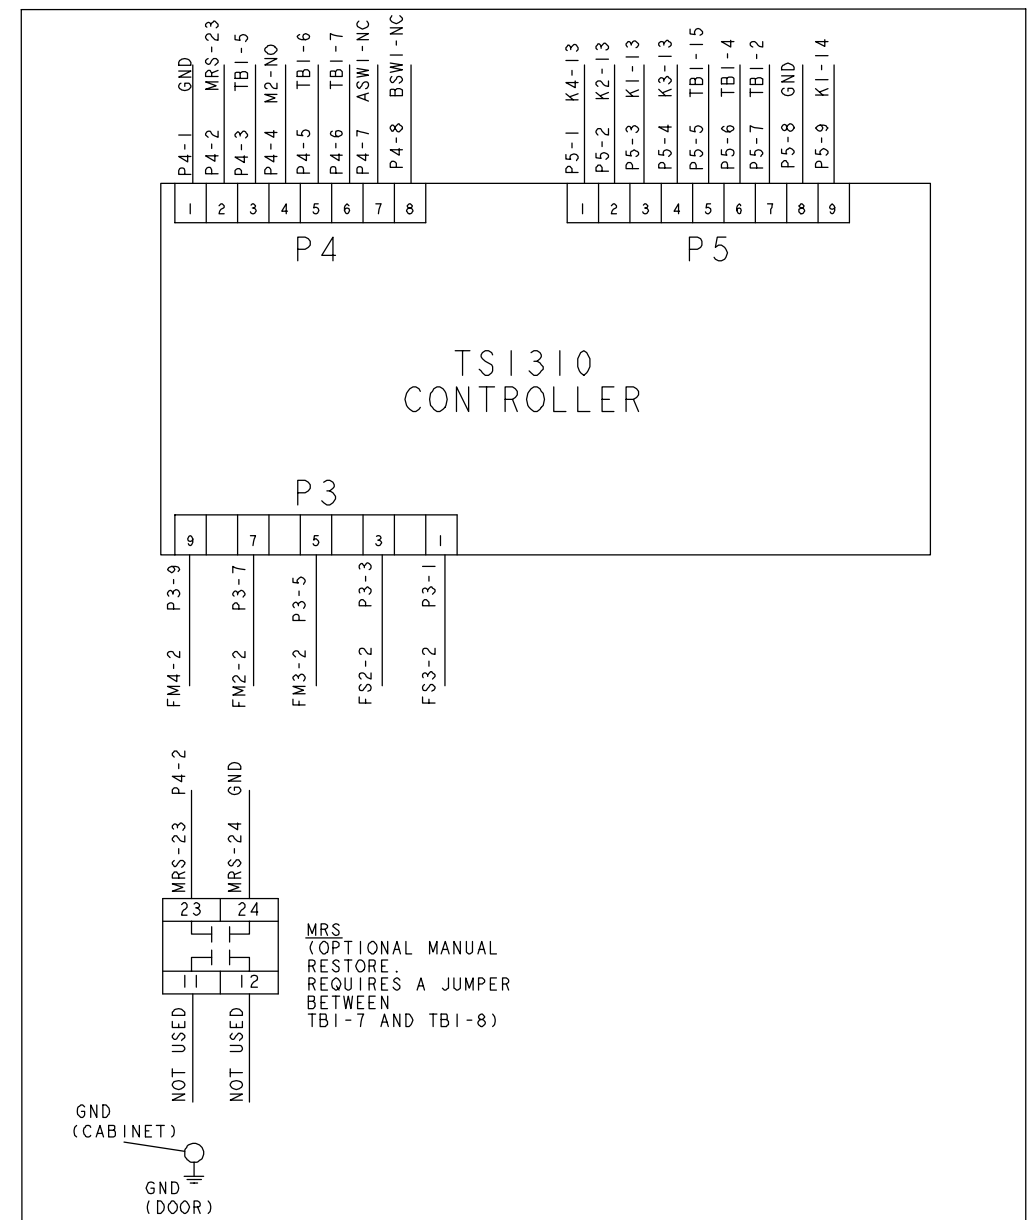 P4-1 GND
P4-2 MRS-23
P4-3 TB1-5
P4-4 M2-NO
P4-5 TB1-6
P4-6 TB1-7
P4-7 ASW1-NC
P4-8 BSW1-NC
P5-1 K4-13
P5-2 K2-13
P5-3 K1-13
P5-4 K3-13
P5-5 TB1-15
P5-6 TB1-4
P5-7 TB1-2
P5-8 GND
P5-9 K1-14
1 2 3 4 5 6 7 8
1 2 3 4 5 6 7 8 9
P4
P5
TS1310
CONTROLLER
P3
9 7 5 3 1
FM4-2 P3-9
FM2-2 P3-7
FM3-2 P3-5
FS2-2 P3-3
FS3-2 P3-1
MRS-23 P4-2
MRS-24 GND
23 24
11 12
MRS
(OPTIONAL MANUAL
RESTORE.
REQUIRES A JUMPER
BETWEEN
TB1-7 AND TB1-8)
NOT USED
NOT USED
GND
(CABINET)
GND
(DOOR)